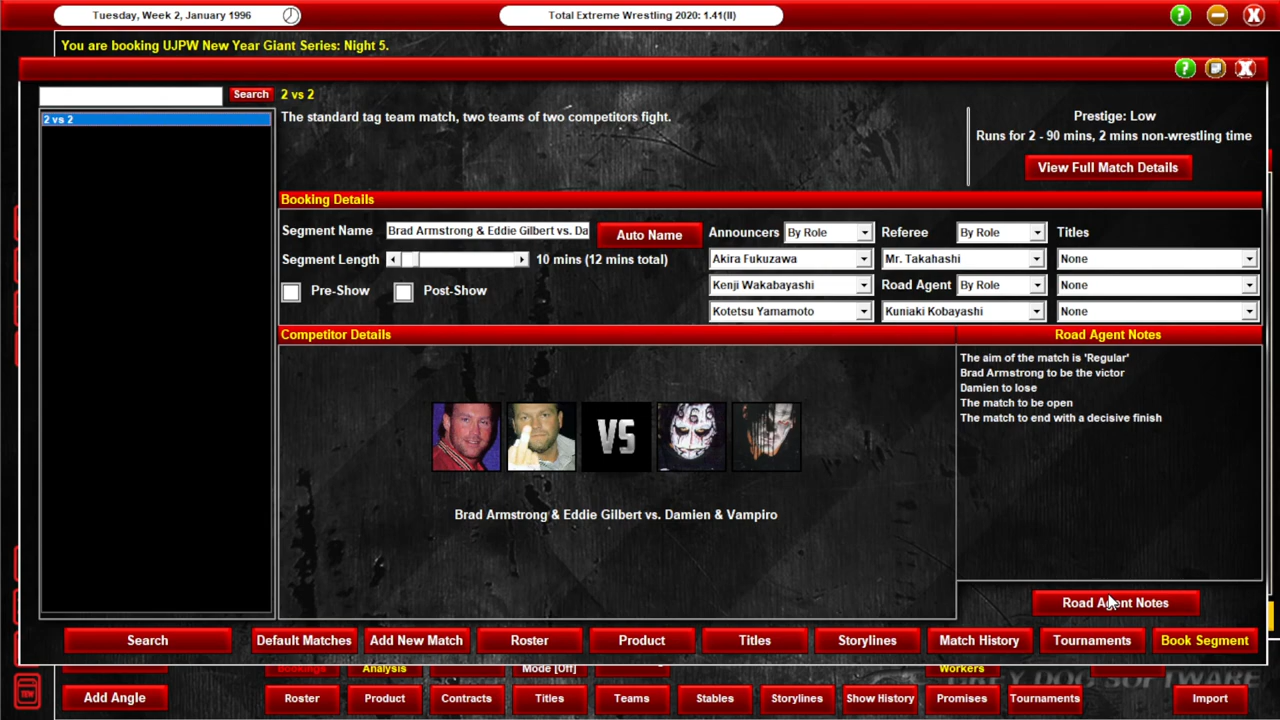 Tuesday, Week 2, January 1996
Total Extreme Wrestling 2020: 1.41(II)
You are booking UJPW New Year Giant Series: Night 5.
Search
2 vs 2
2 vs 2
The standard tag team match, two teams of two competitors fight.
Prestige: Low
Runs for 2 - 90 mins, 2 mins non-wrestling time
View Full Match Details
Booking Details
Segment Name
Brad Armstrong & Eddie Gilbert vs. Da
Auto Name
Announcers
By Role
Referee
By Role
Titles
Segment Length
10 mins (12 mins total)
Akira Fukuzawa
Mr. Takahashi
None
Pre-Show
Post-Show
Kenji Wakabayashi
Road Agent
By Role
None
Kotetsu Yamamoto
Kuniaki Kobayashi
None
Competitor Details
Road Agent Notes
The aim of the match is 'Regular'
Brad Armstrong to be the victor
Damien to lose
The match to be open
The match to end with a decisive finish
VS
Brad Armstrong & Eddie Gilbert vs. Damien & Vampiro
Road Agent Notes
Search
Default Matches
Add New Match
Roster
Product
Titles
Storylines
Match History
Tournaments
Book Segment
Bookings
Analysis
Mode [Off]
Workers
GREY DOG SOFTWARE
Add Angle
Roster
Product
Contracts
Titles
Teams
Stables
Storylines
Show History
Promises
Tournaments
Import